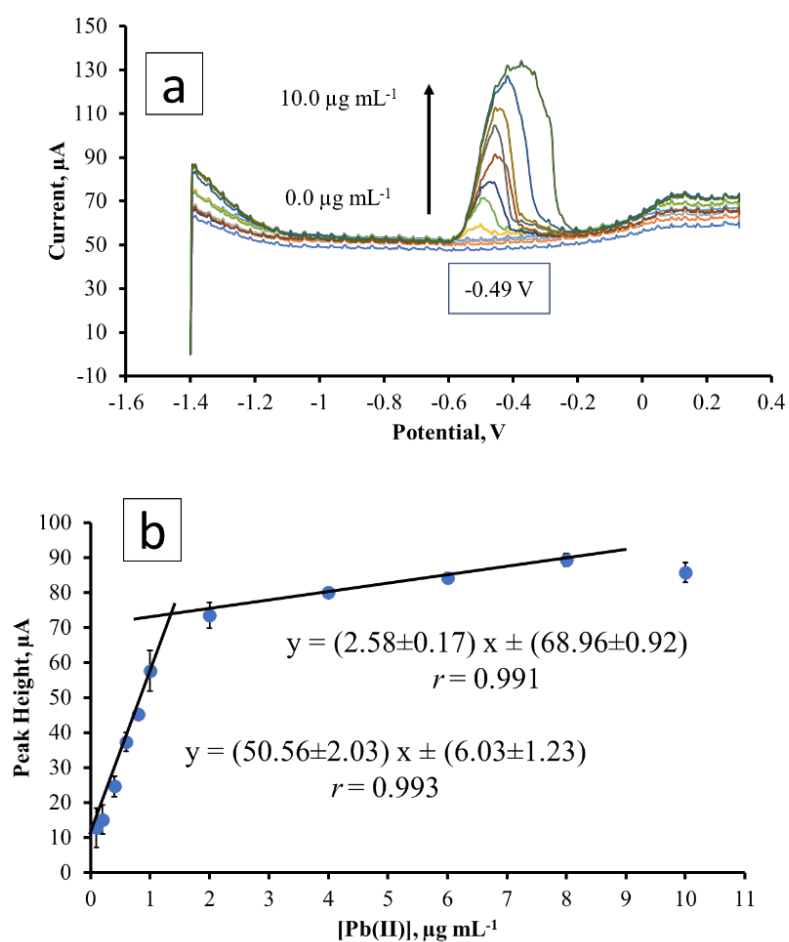 150
130
110
90
70
50
30
10
-10
Current, µA
a
10.0 µg mL-1
0.0 µg mL-1
-0.49 V
-1.6 -1.4 -1.2 -1 -0.8 -0.6 -0.4 -0.2 0 0.2 0.4
Potential, V
b
100
90
80
70
60
50
40
30
20
10
0
Peak Height, µA
y = (2.58±0.17) x ± (68.96±0.92)
r = 0.991
y = (50.56±2.03) x ± (6.03±1.23)
r = 0.993
0 1 2 3 4 5 6 7 8 9 10 11
[Pb(II)], µg mL-1